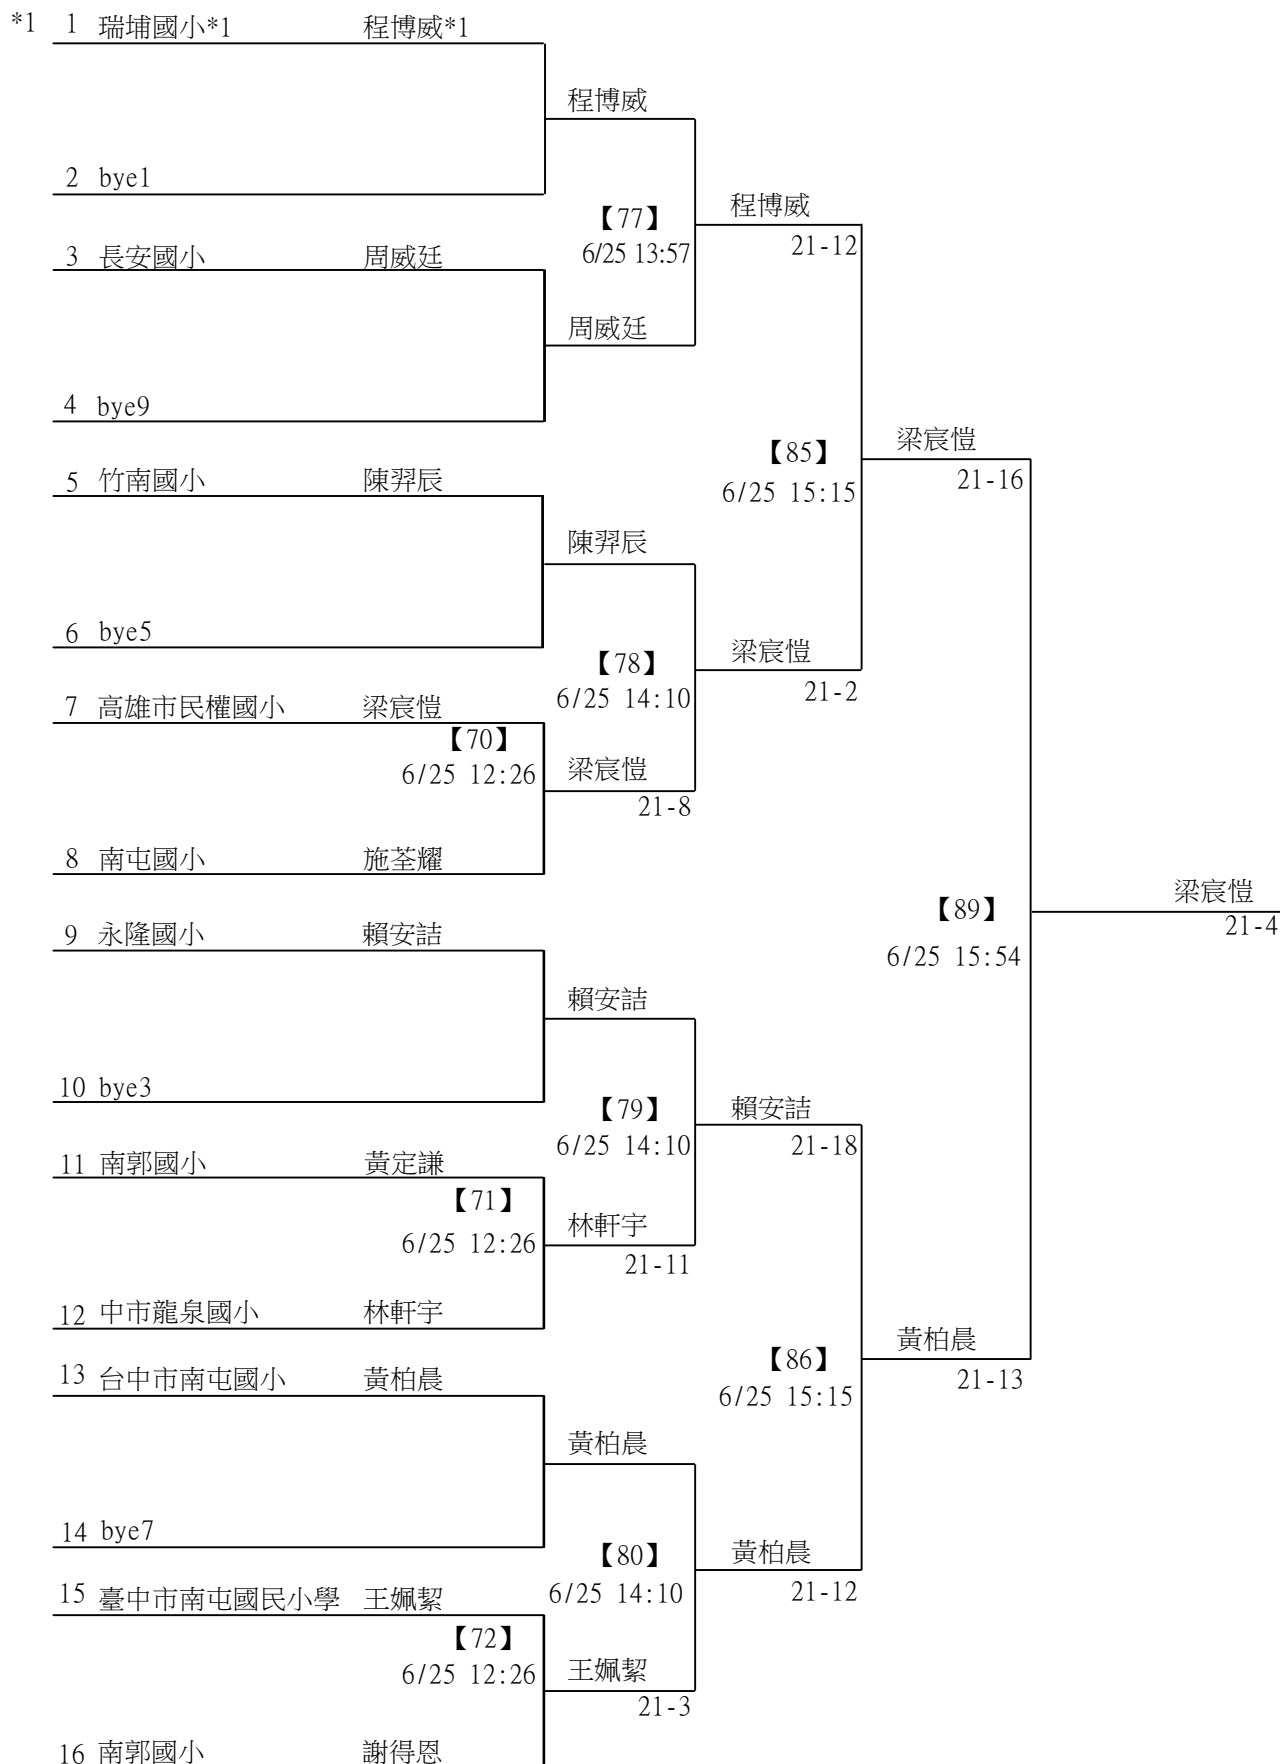 *1 1 瑞埔國小*1 程博威*1
程博威
2 bye1
【77】 程博威
3 長安國小 周威廷 6/25 13:57 21-12
周威廷
4 bye9
【85】 梁宸愷
5 竹南國小 陳羿辰 6/25 15:15 21-16
陳羿辰
6 bye5
【78】 梁宸愷
7 高雄市民權國小 梁宸愷 6/25 14:10 21-2
【70】
6/25 12:26 梁宸愷
21-8
8 南屯國小 施荃耀
梁宸愷
【89】 21-4
9 永隆國小 賴安詰 6/25 15:54
賴安詰
10 bye3
【79】 賴安詰
6/25 14:10 21-18
11 南郭國小 黃定謙
【71】
6/25 12:26 林軒宇
21-11
12 中市龍泉國小 林軒宇
【86】 黃柏晨
13 台中市南屯國小 黃柏晨 6/25 15:15 21-13
黃柏晨
14 bye7
【80】 黃柏晨
15 臺中市南屯國民小學 王姵絜 6/25 14:10 21-12
【72】
6/25 12:26 王姵絜
21-3
16 南郭國小 謝得恩